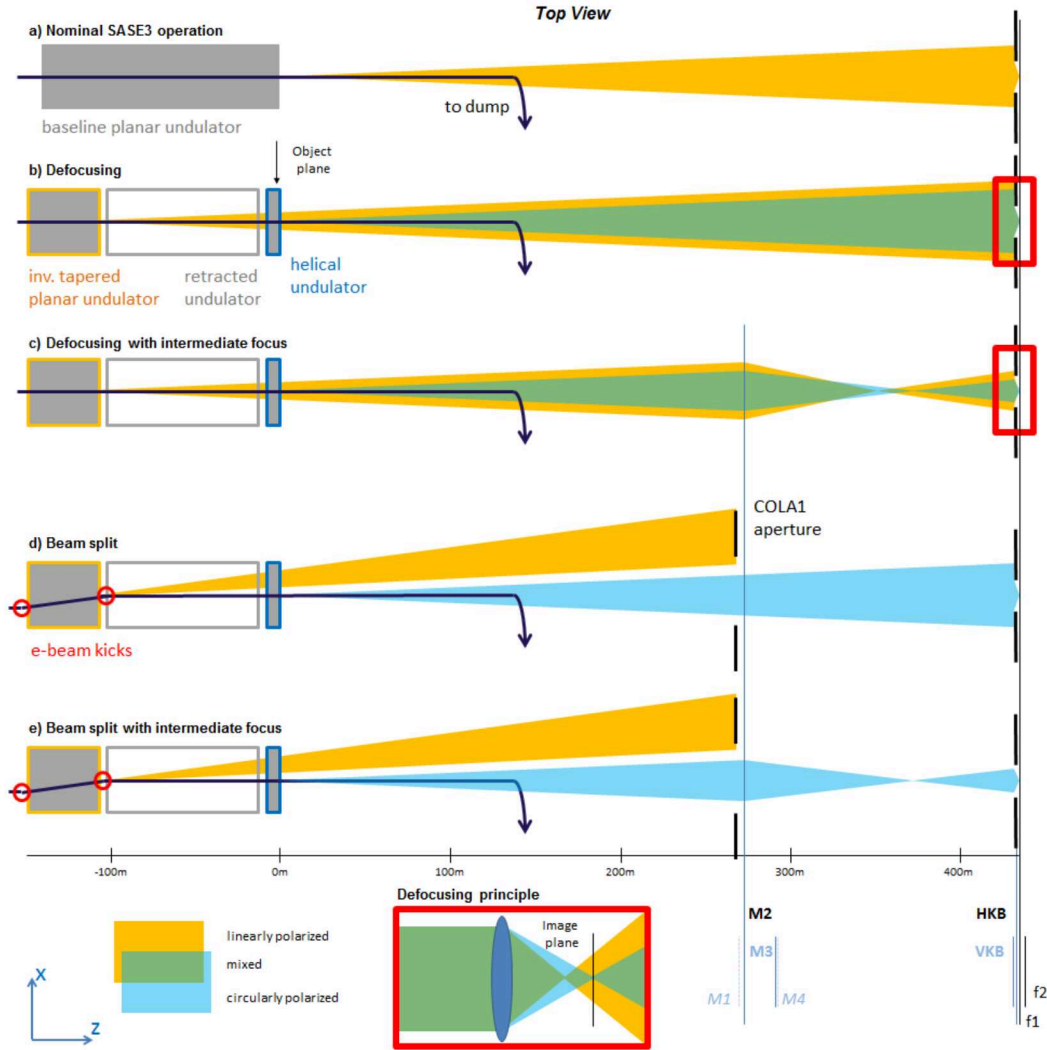 Top View
a) Nominal SASE3 operation
to dump
baseline planar undulator
b) Defocusing
Object
plane
inv. tapered
planar undulator
retracted
undulator
helical
undulator
c) Defocusing with intermediate focus
COLA1
aperture
d) Beam split
e-beam kicks
e) Beam split with intermediate focus
-100m
0m
100m
200m
300m
400m
Defocusing principle
linearly polarized
mixed
circularly polarized
Image
plane
M2
HKB
M3
VKB
M1
M4
f2
f1
X
Z